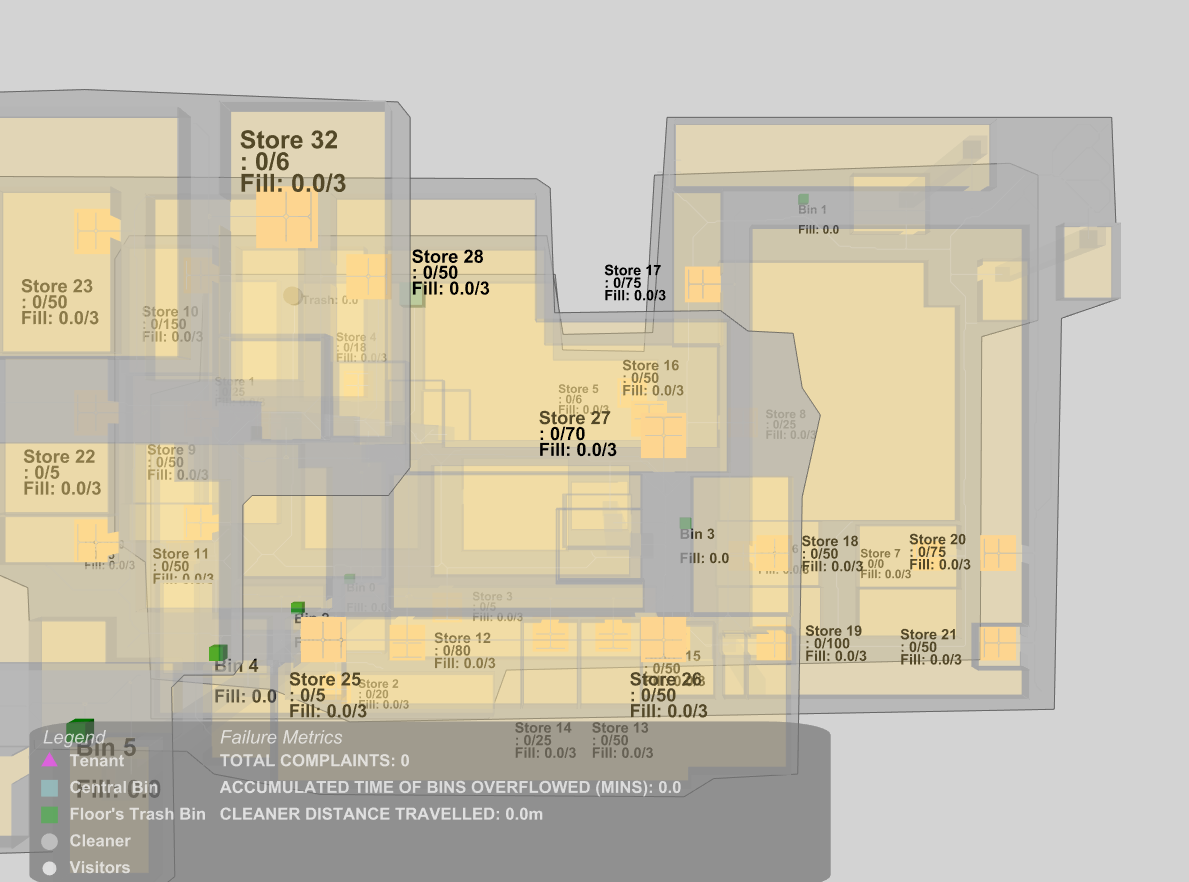 Store 32
: 0/6
Fill: 0.0/3
Bin 1
Fill: 0.0
Store 28
: 0/50
Fill: 0.0/3
Store 17
: 0/75
Fill: 0.0/3
Store 23
: 0/50
Fill: 0.0/3
Store 10
: 0/150
Fill: 0.0/3
Trash: 0.0
Store 4
: 0/18
Fill: 0.0/3
Store 1
Store 16
: 0/50
Fill: 0.0/3
Store 5
: 0/6
Fill: 0.0/3
Store 27
: 0/70
Fill: 0.0/3
Store 8
: 0/25
Fill: 0.0/3
Store 22
: 0/5
Fill: 0.0/3
Store 9
: 0/50
Fill: 0.0/3
Bin 3
Fill: 0.0
Store 18
: 0/50
Fill: 0.0/3
Store 7
: 0/0
Fill: 0.0/3
Store 20
: 0/75
Fill: 0.0/3
Fill: 0.0/3
Store 11
: 0/50
Fill: 0.0/3
Store 3
: 0/5
Fill: 0.0/3
Store 12
: 0/80
Fill: 0.0/3
Store 19
: 0/100
Fill: 0.0/3
Store 21
: 0/50
Fill: 0.0/3
Bin 4
Fill: 0.0
Store 25
: 0/5
Fill: 0.0/3
Store 2
: 0/20
Fill: 0.0/3
15
: 0/50
Store 26
: 0/50
Fill: 0.0/3
Store 14
: 0/25
Fill: 0.0/3
Store 13
: 0/50
Fill: 0.0/3
Bin 5
Fill: 0.0
Legend
Tenant
Central Bin
Floor's Trash Bin
Cleaner
Visitors
Failure Metrics
TOTAL COMPLAINTS: 0
ACCUMULATED TIME OF BINS OVERFLOWED (MINS): 0.0
CLEANER DISTANCE TRAVELLED: 0.0m